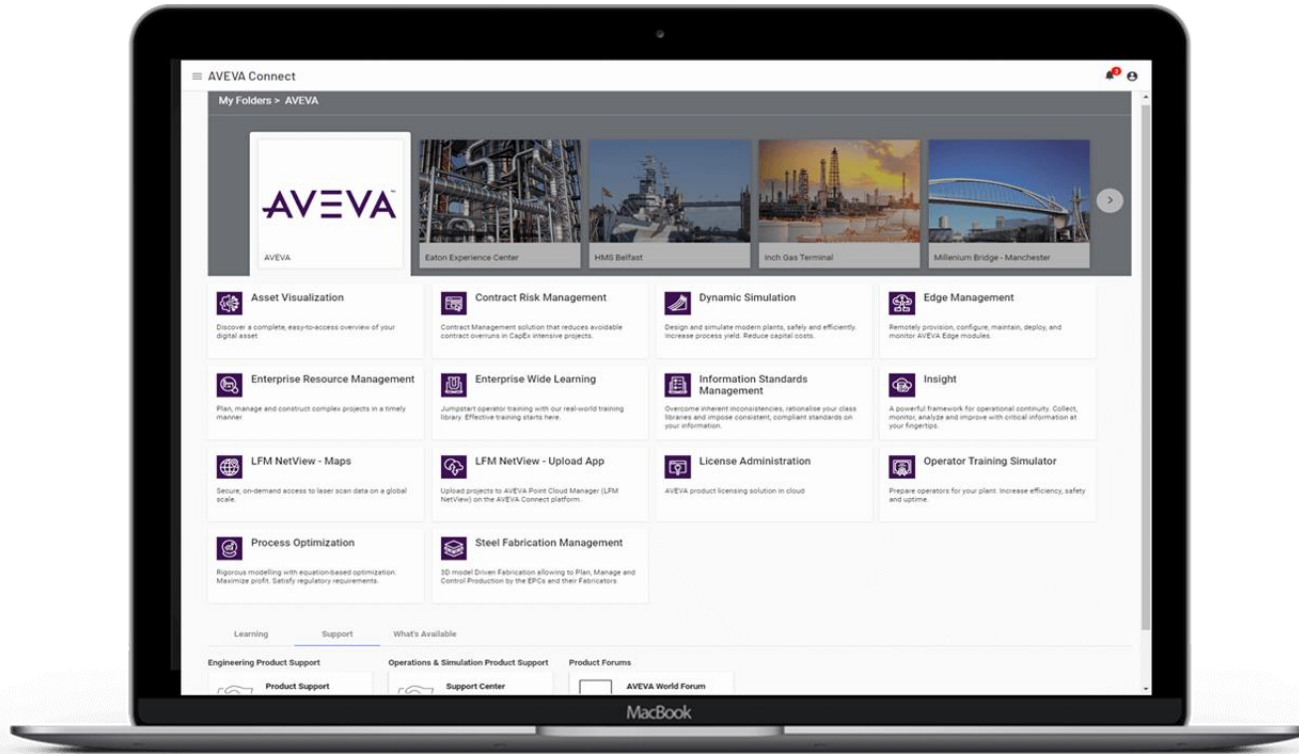 AVEVA Connect
3
My Folders > AVEVA
AVEVA™
AVEVA
Eaton Experience Center
HMS Belfast
Inch Gas Terminal
Millenium Bridge - Manchester
Asset Visualization
Discover a complete, easy-to-access overview of your
digital asset
Contract Risk Management
Contract Management solution that reduces avoidable
contract overruns in CapEx intensive projects.
Dynamic Simulation
Design and simulate modern plants, safely and efficiently.
Increase process yield. Reduce capital costs.
Edge Management
Remotely provision, configure, maintain, deploy, and
monitor AVEVA Edge modules.
Enterprise Resource Management
Plan, manage and construct complex projects in a timely
manner
Enterprise Wide Learning
Jumpstart operator training with our real-world training
library. Effective training starts here.
Information Standards
Management
Overcome inherent inconsistencies, rationalise your class
libraries and impose consistent, compliant standards on
your information.
Insight
A powerful framework for operational continuity. Collect,
monitor, analyze and improve with critical information at
your fingertips.
LFM NetView - Maps
Secure, on-demand access to laser scan data on a global
scale.
LFM NetView - Upload App
Upload projects to AVEVA Point Cloud Manager (LFM
NetView) on the AVEVA Connect platform.
License Administration
AVEVA product licensing solution in cloud
Operator Training Simulator
Prepare operators for your plant. Increase efficiency, safety
and uptime.
Process Optimization
Rigorous modelling with equation-based optimization.
Maximize profit. Satisfy regulatory requirements.
Steel Fabrication Management
3D model Driven Fabrication allowing to Plan, Manage and
Control Production by the EPCs and their Fabricators
Learning
Support
What's Available
Engineering Product Support
Operations & Simulation Product Support
Product Forums
Product Support
Support Center
AVEVA World Forum
MacBook